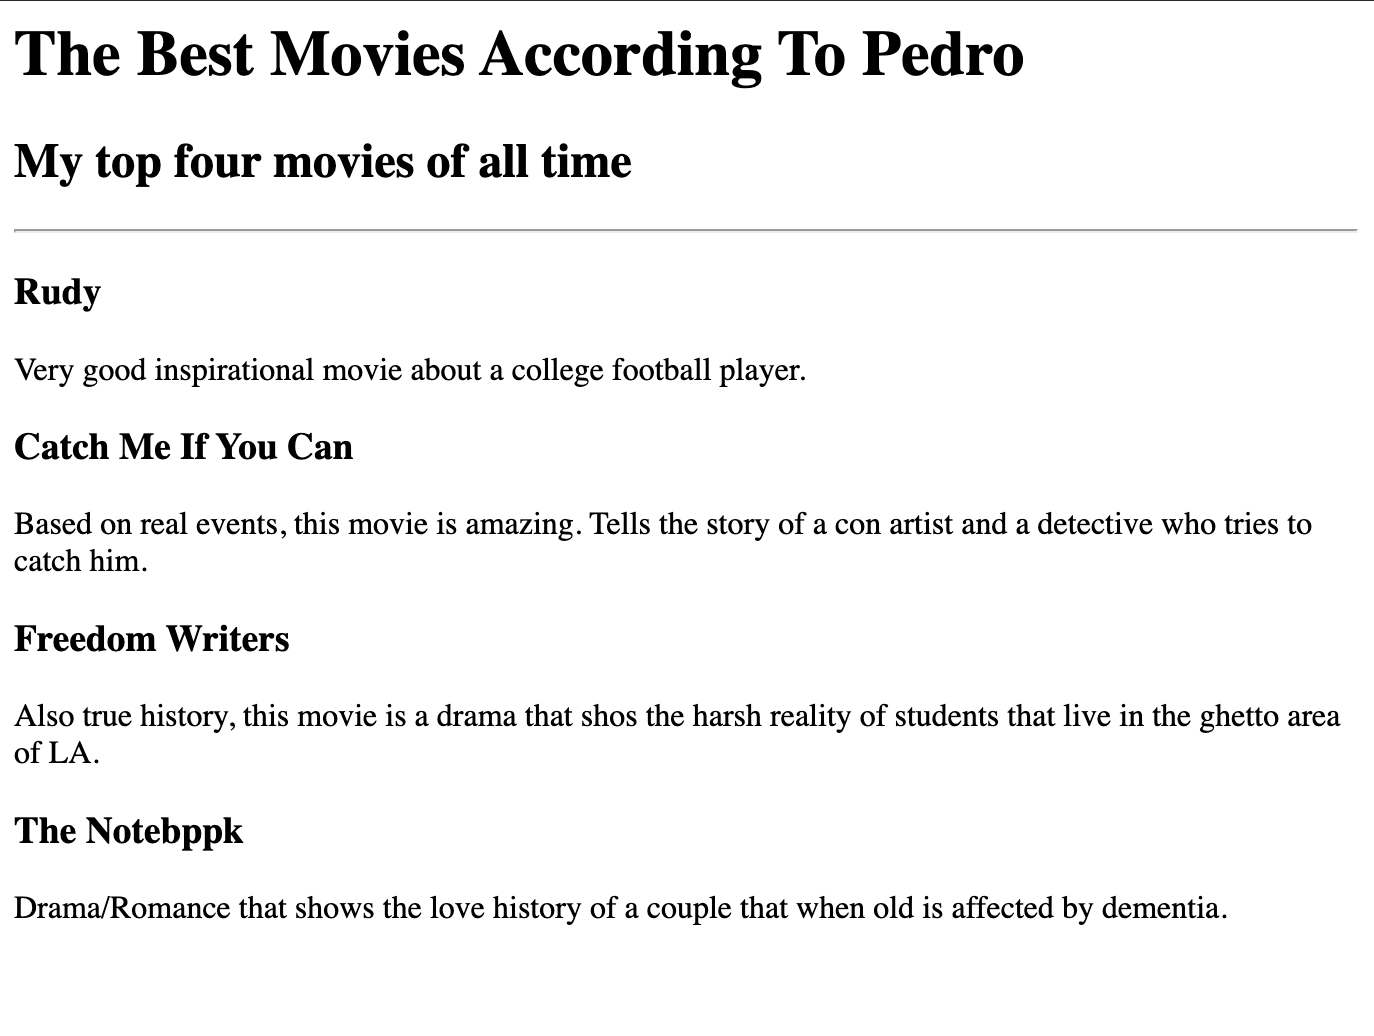 The Best Movies According To Pedro
My top four movies of all time
Rudy
Very good inspirational movie about a college football player.
Catch Me If You Can
Based on real events, this movie is amazing. Tells the story of a con artist and a detective who tries to
catch him.
Freedom Writers
Also true history, this movie is a drama that shos the harsh reality of students that live in the ghetto area
of LA.
The Notebppk
Drama/Romance that shows the love history of a couple that when old is affected by dementia.